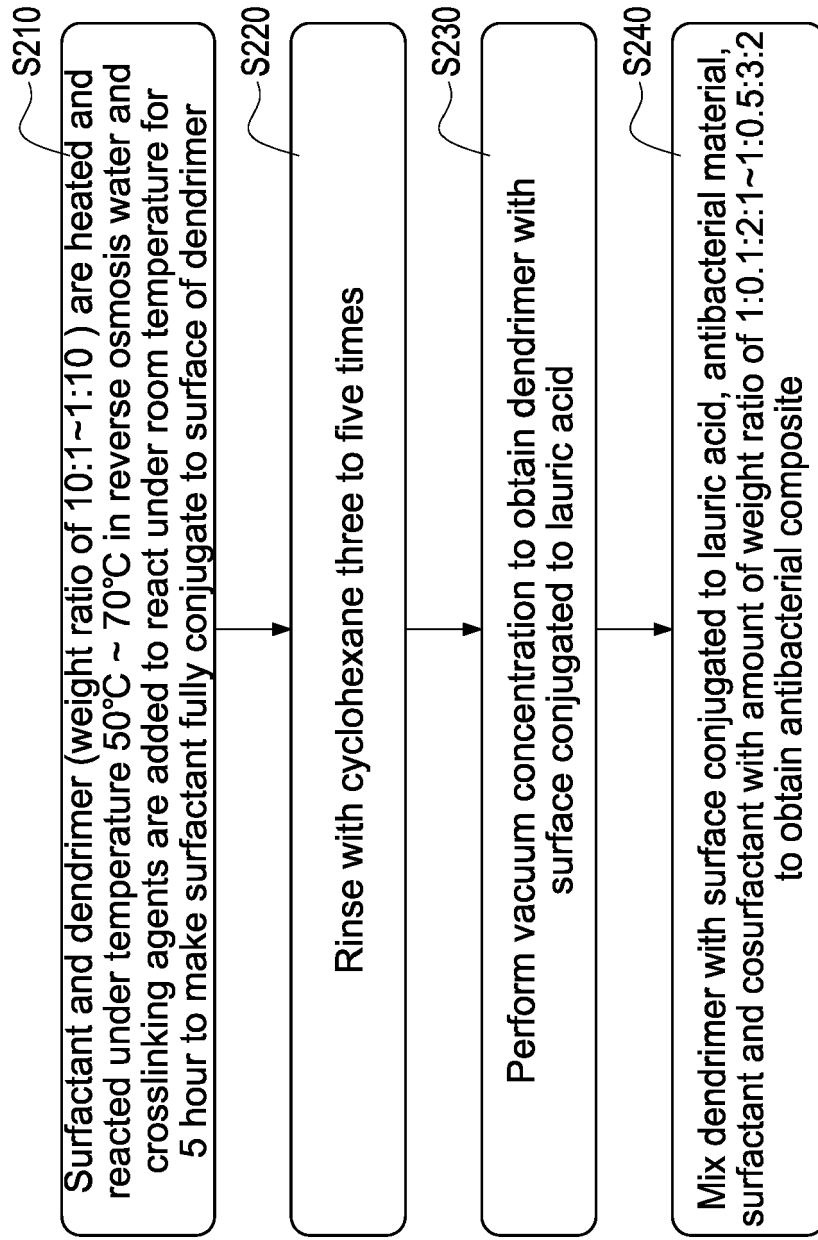 S210
Surfactant and dendrimer (weight ratio of 10:1~1:10 ) are heated and
reacted under temperature 50°C ~ 70°C in reverse osmosis water and
crosslinking agents are added to react under room temperature for
5 hour to make surfactant fully conjugate to surface of dendrimer
S220
Rinse with cyclohexane three to five times
S230
Perform vacuum concentration to obtain dendrimer with
surface conjugated to lauric acid
S240
Mix dendrimer with surface conjugated to lauric acid, antibacterial material,
surfactant and cosurfactant with amount of weight ratio of 1:0.1:2:1~1:0.5:3:2
to obtain antibacterial composite